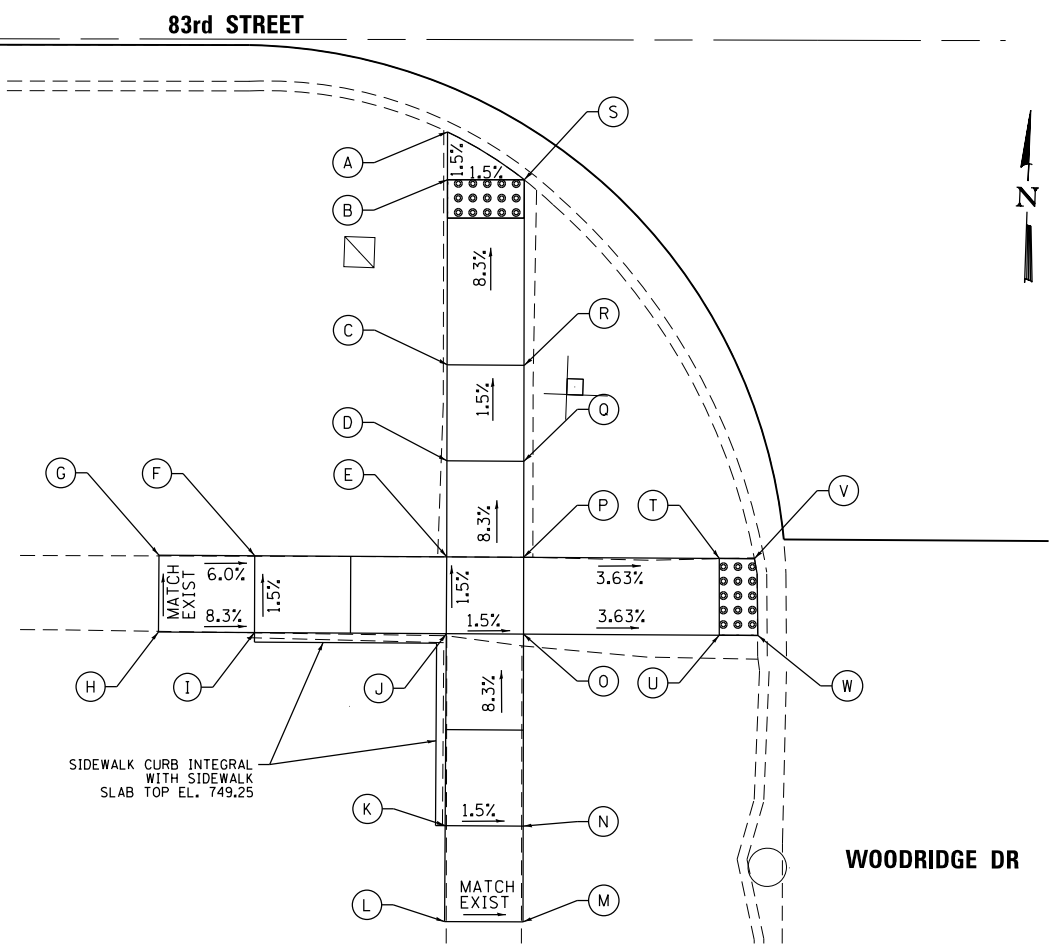 83rd STREET
S
A
1.5%
1.5%
B
N
8.3%
C
R
1.5%
D
Q
8.3%
G
F
E
P
T
V
MATCH
EXIST
6.0%
8.3%
1.5%
1.5%
1.5%
3.63%
3.63%
H
I
J
O
U
W
8.3%
SIDEWALK CURB INTEGRAL
WITH SIDEWALK
SLAB TOP EL. 749.25
K
1.5%
N
WOODRIDGE DR
MATCH
EXIST
L
M